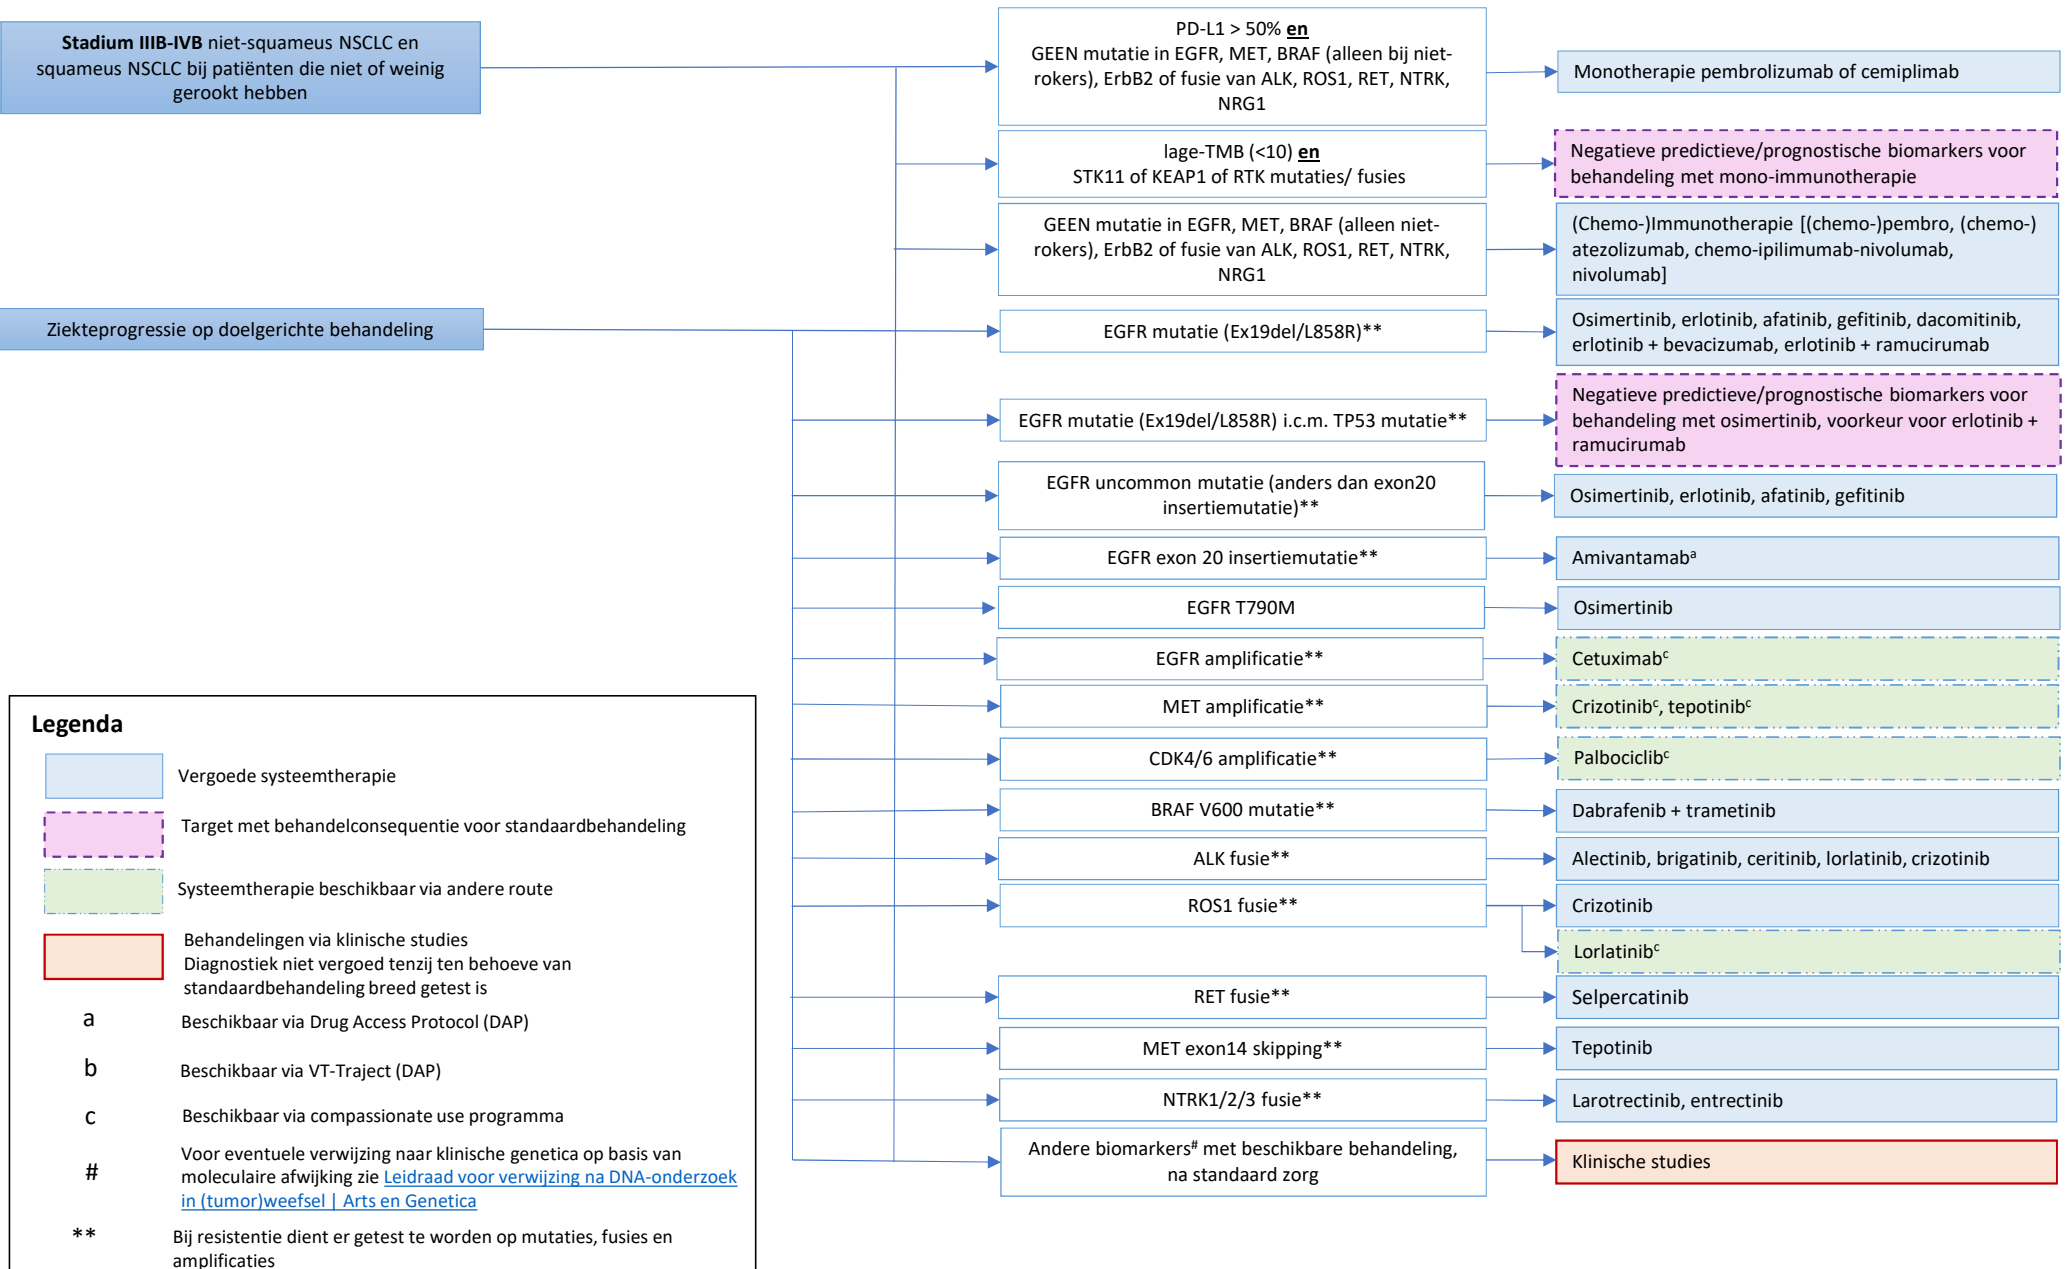 Stadium IIIB-IVB niet-squameus NSCLC en
squameus NSCLC bij patiënten die niet of weinig
gerookt hebben
PD-L1 > 50% en
GEEN mutatie in EGFR, MET, BRAF (alleen bij niet-
rokers), ErbB2 of fusie van ALK, ROS1, RET, NTRK,
NRG1
Monotherapie pembrolizumab of cemiplimab
lage-TMB (<10) en
STK11 of KEAP1 of RTK mutaties/ fusies
Negatieve predictieve/prognostische biomarkers voor
behandeling met mono-immunotherapie
GEEN mutatie in EGFR, MET, BRAF (alleen niet-
rokers), ErbB2 of fusie van ALK, ROS1, RET, NTRK,
NRG1
(Chemo-)Immunotherapie [(chemo-)pembro, (chemo-)
atezolizumab, chemo-ipilimumab-nivolumab,
nivolumab]
Ziekteprogressie op doelgerichte behandeling
EGFR mutatie (Ex19del/L858R)**
Osimertinib, erlotinib, afatinib, gefitinib, dacomitinib,
erlotinib + bevacizumab, erlotinib + ramucirumab
EGFR mutatie (Ex19del/L858R) i.c.m. TP53 mutatie**
Negatieve predictieve/prognostische biomarkers voor
behandeling met osimertinib, voorkeur voor erlotinib +
ramucirumab
EGFR uncommon mutatie (anders dan exon20
insertiemutatie)**
Osimertinib, erlotinib, afatinib, gefitinib
EGFR exon 20 insertiemutatie**
Amivantamabᵃ
EGFR T790M
Osimertinib
EGFR amplificatie**
Cetuximabᶜ
MET amplificatie**
Crizotinibᶜ, tepotinibᶜ
CDK4/6 amplificatie**
Palbociclibᶜ
BRAF V600 mutatie**
Dabrafenib + trametinib
ALK fusie**
Alectinib, brigatinib, ceritinib, lorlatinib, crizotinib
ROS1 fusie**
Crizotinib
Lorlatinibᶜ
RET fusie**
Selpercatinib
MET exon14 skipping**
Tepotinib
NTRK1/2/3 fusie**
Larotrectinib, entrectinib
Andere biomarkers# met beschikbare behandeling,
na standaard zorg
Klinische studies
Legenda
Vergoede systeemtherapie
Target met behandelconsequentie voor standaardbehandeling
Systeemtherapie beschikbaar via andere route
Behandelingen via klinische studies
Diagnostiek niet vergoed tenzij ten behoeve van
standaardbehandeling breed getest is
a Beschikbaar via Drug Access Protocol (DAP)
b Beschikbaar via VT-Traject (DAP)
c Beschikbaar via compassionate use programma
# Voor eventuele verwijzing naar klinische genetica op basis van
moleculaire afwijking zie Leidraad voor verwijzing na DNA-onderzoek
in (tumor)weefsel | Arts en Genetica
** Bij resistentie dient er getest te worden op mutaties, fusies en
amplificaties